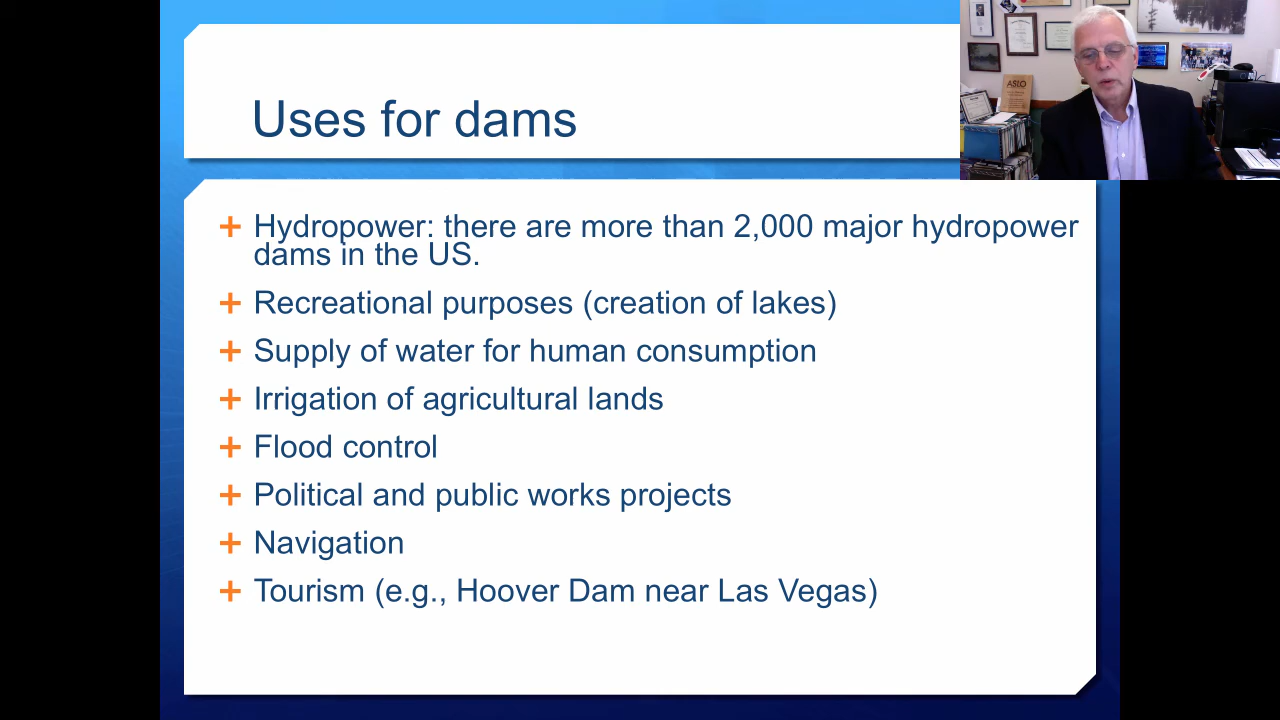 Uses for dams
ASLO
Hydropower: there are more than 2,000 major hydropower
dams in the US.
Recreational purposes (creation of lakes)
Supply of water for human consumption
Irrigation of agricultural lands
Flood control
Political and public works projects
Navigation
Tourism (e.g., Hoover Dam near Las Vegas)